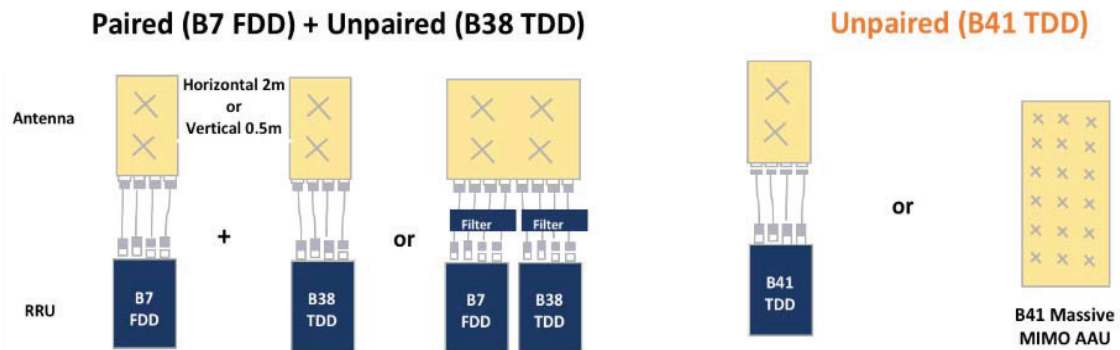 Paired (B7 FDD) + Unpaired (B38 TDD)
Unpaired (B41 TDD)
Antenna
Horizontal 2m
or
Vertical 0.5m
+
or
Filter
Filter
or
RRU
B7
FDD
B38
TDD
B7
FDD
B38
TDD
B41
TDD
B41 Massive
MIMO AAU